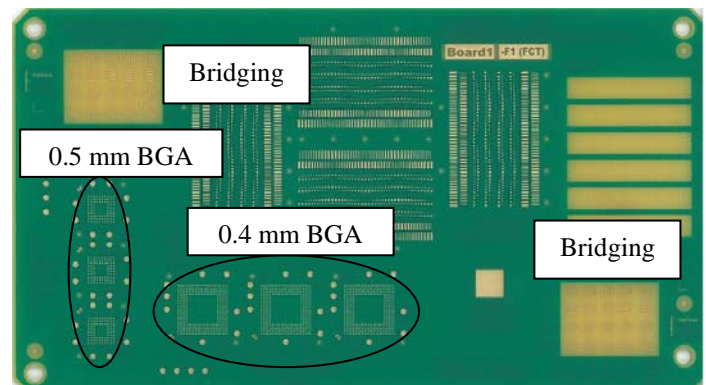 Board1 -F1 (FCT)
Bridging
0.5 mm BGA
0.4 mm BGA
Bridging